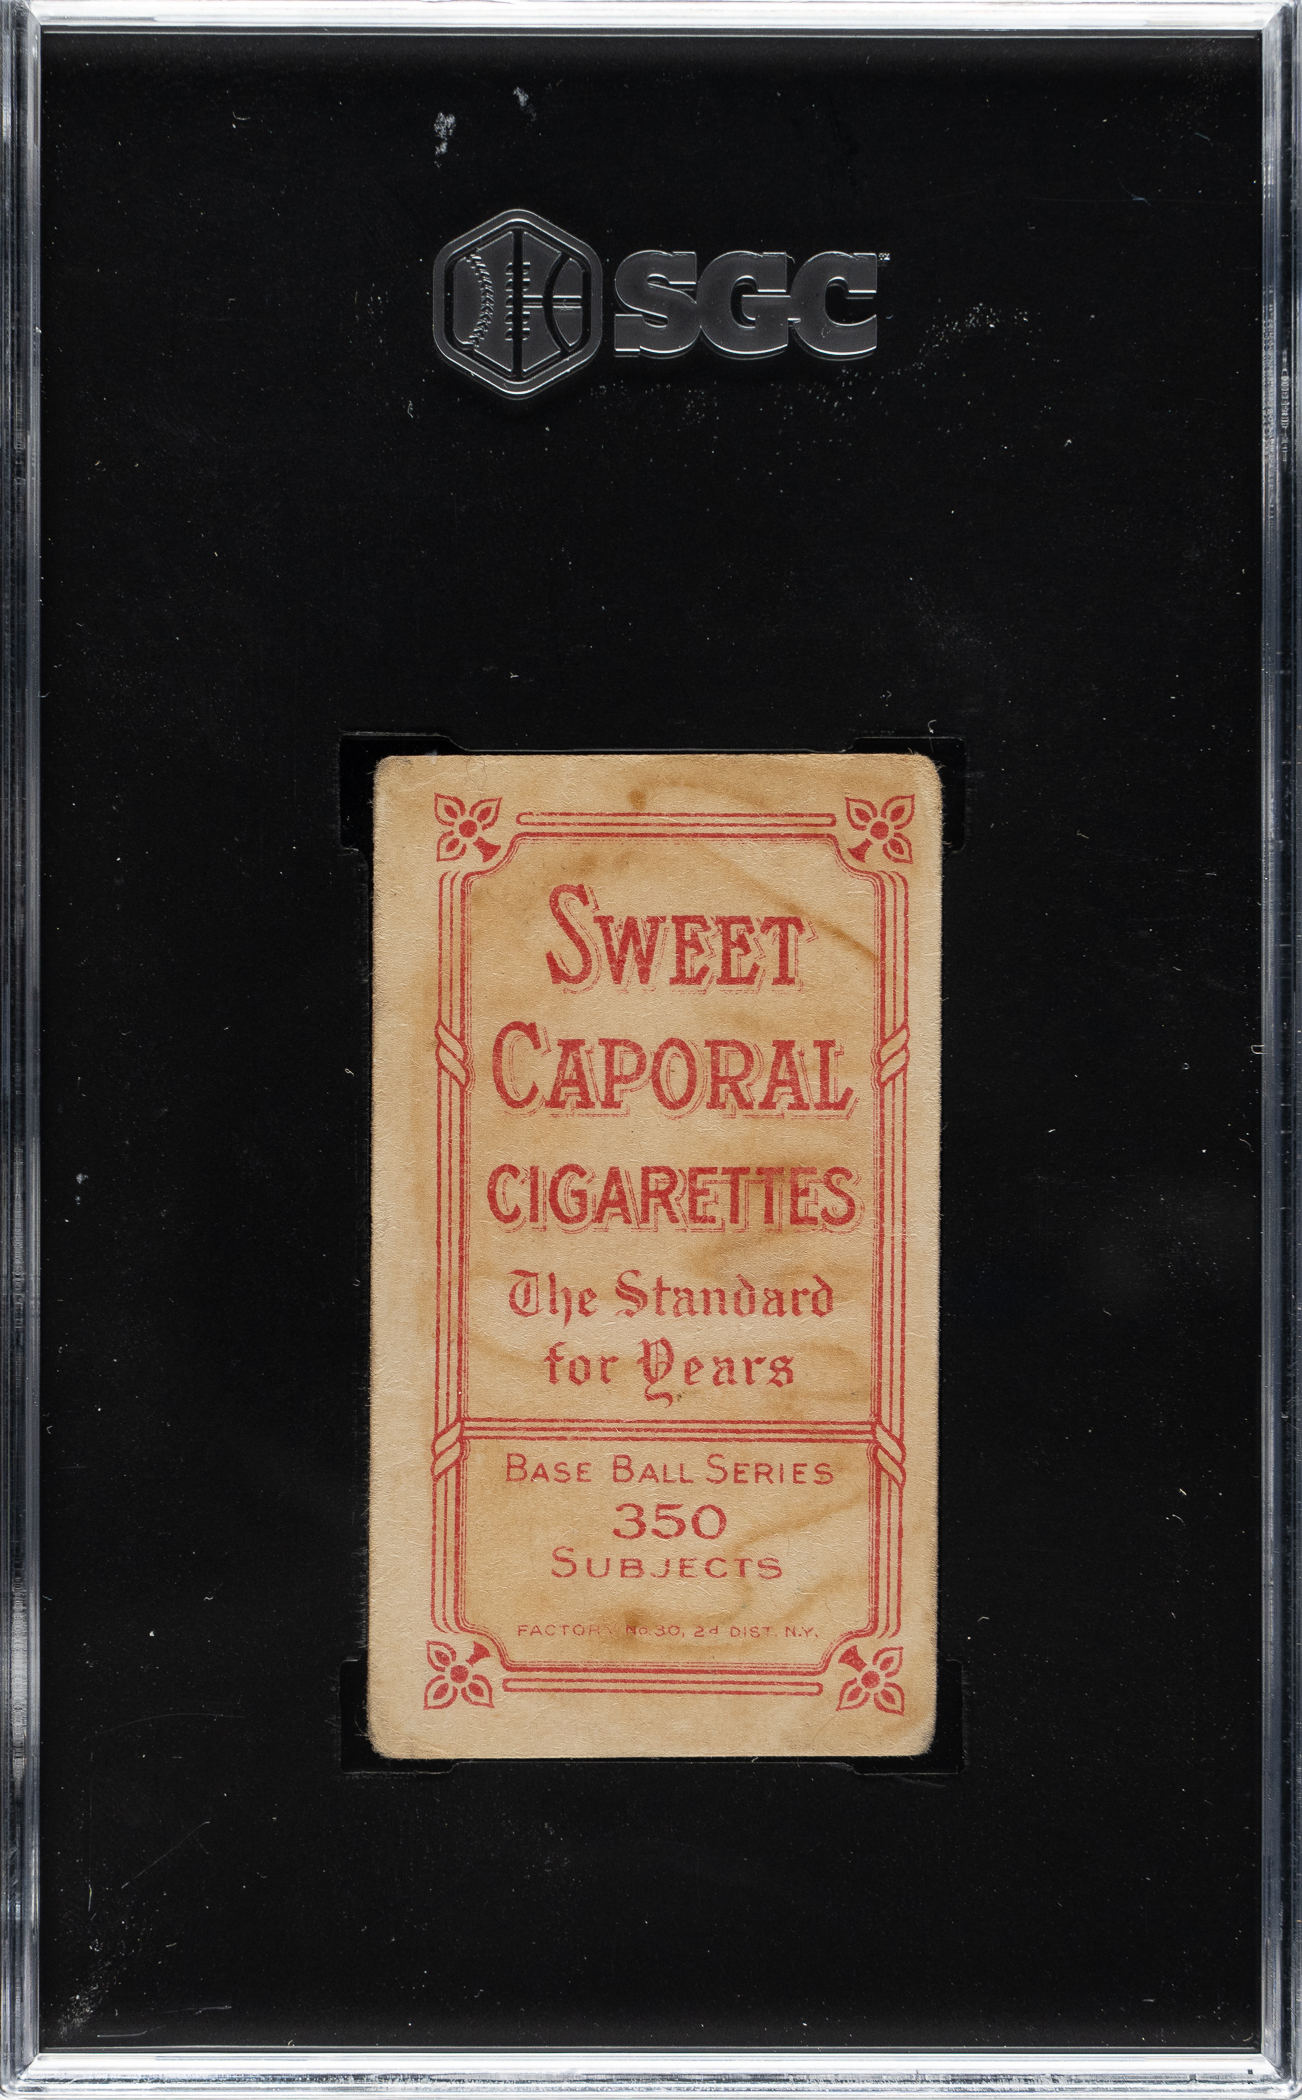 SGC
SWEET
CAPORAL
CIGARETTES
The Standard
for Years
BASE BALL SERIES
350
SUBJECTS
FACTORY No. 30, 2d DIST. N.Y.